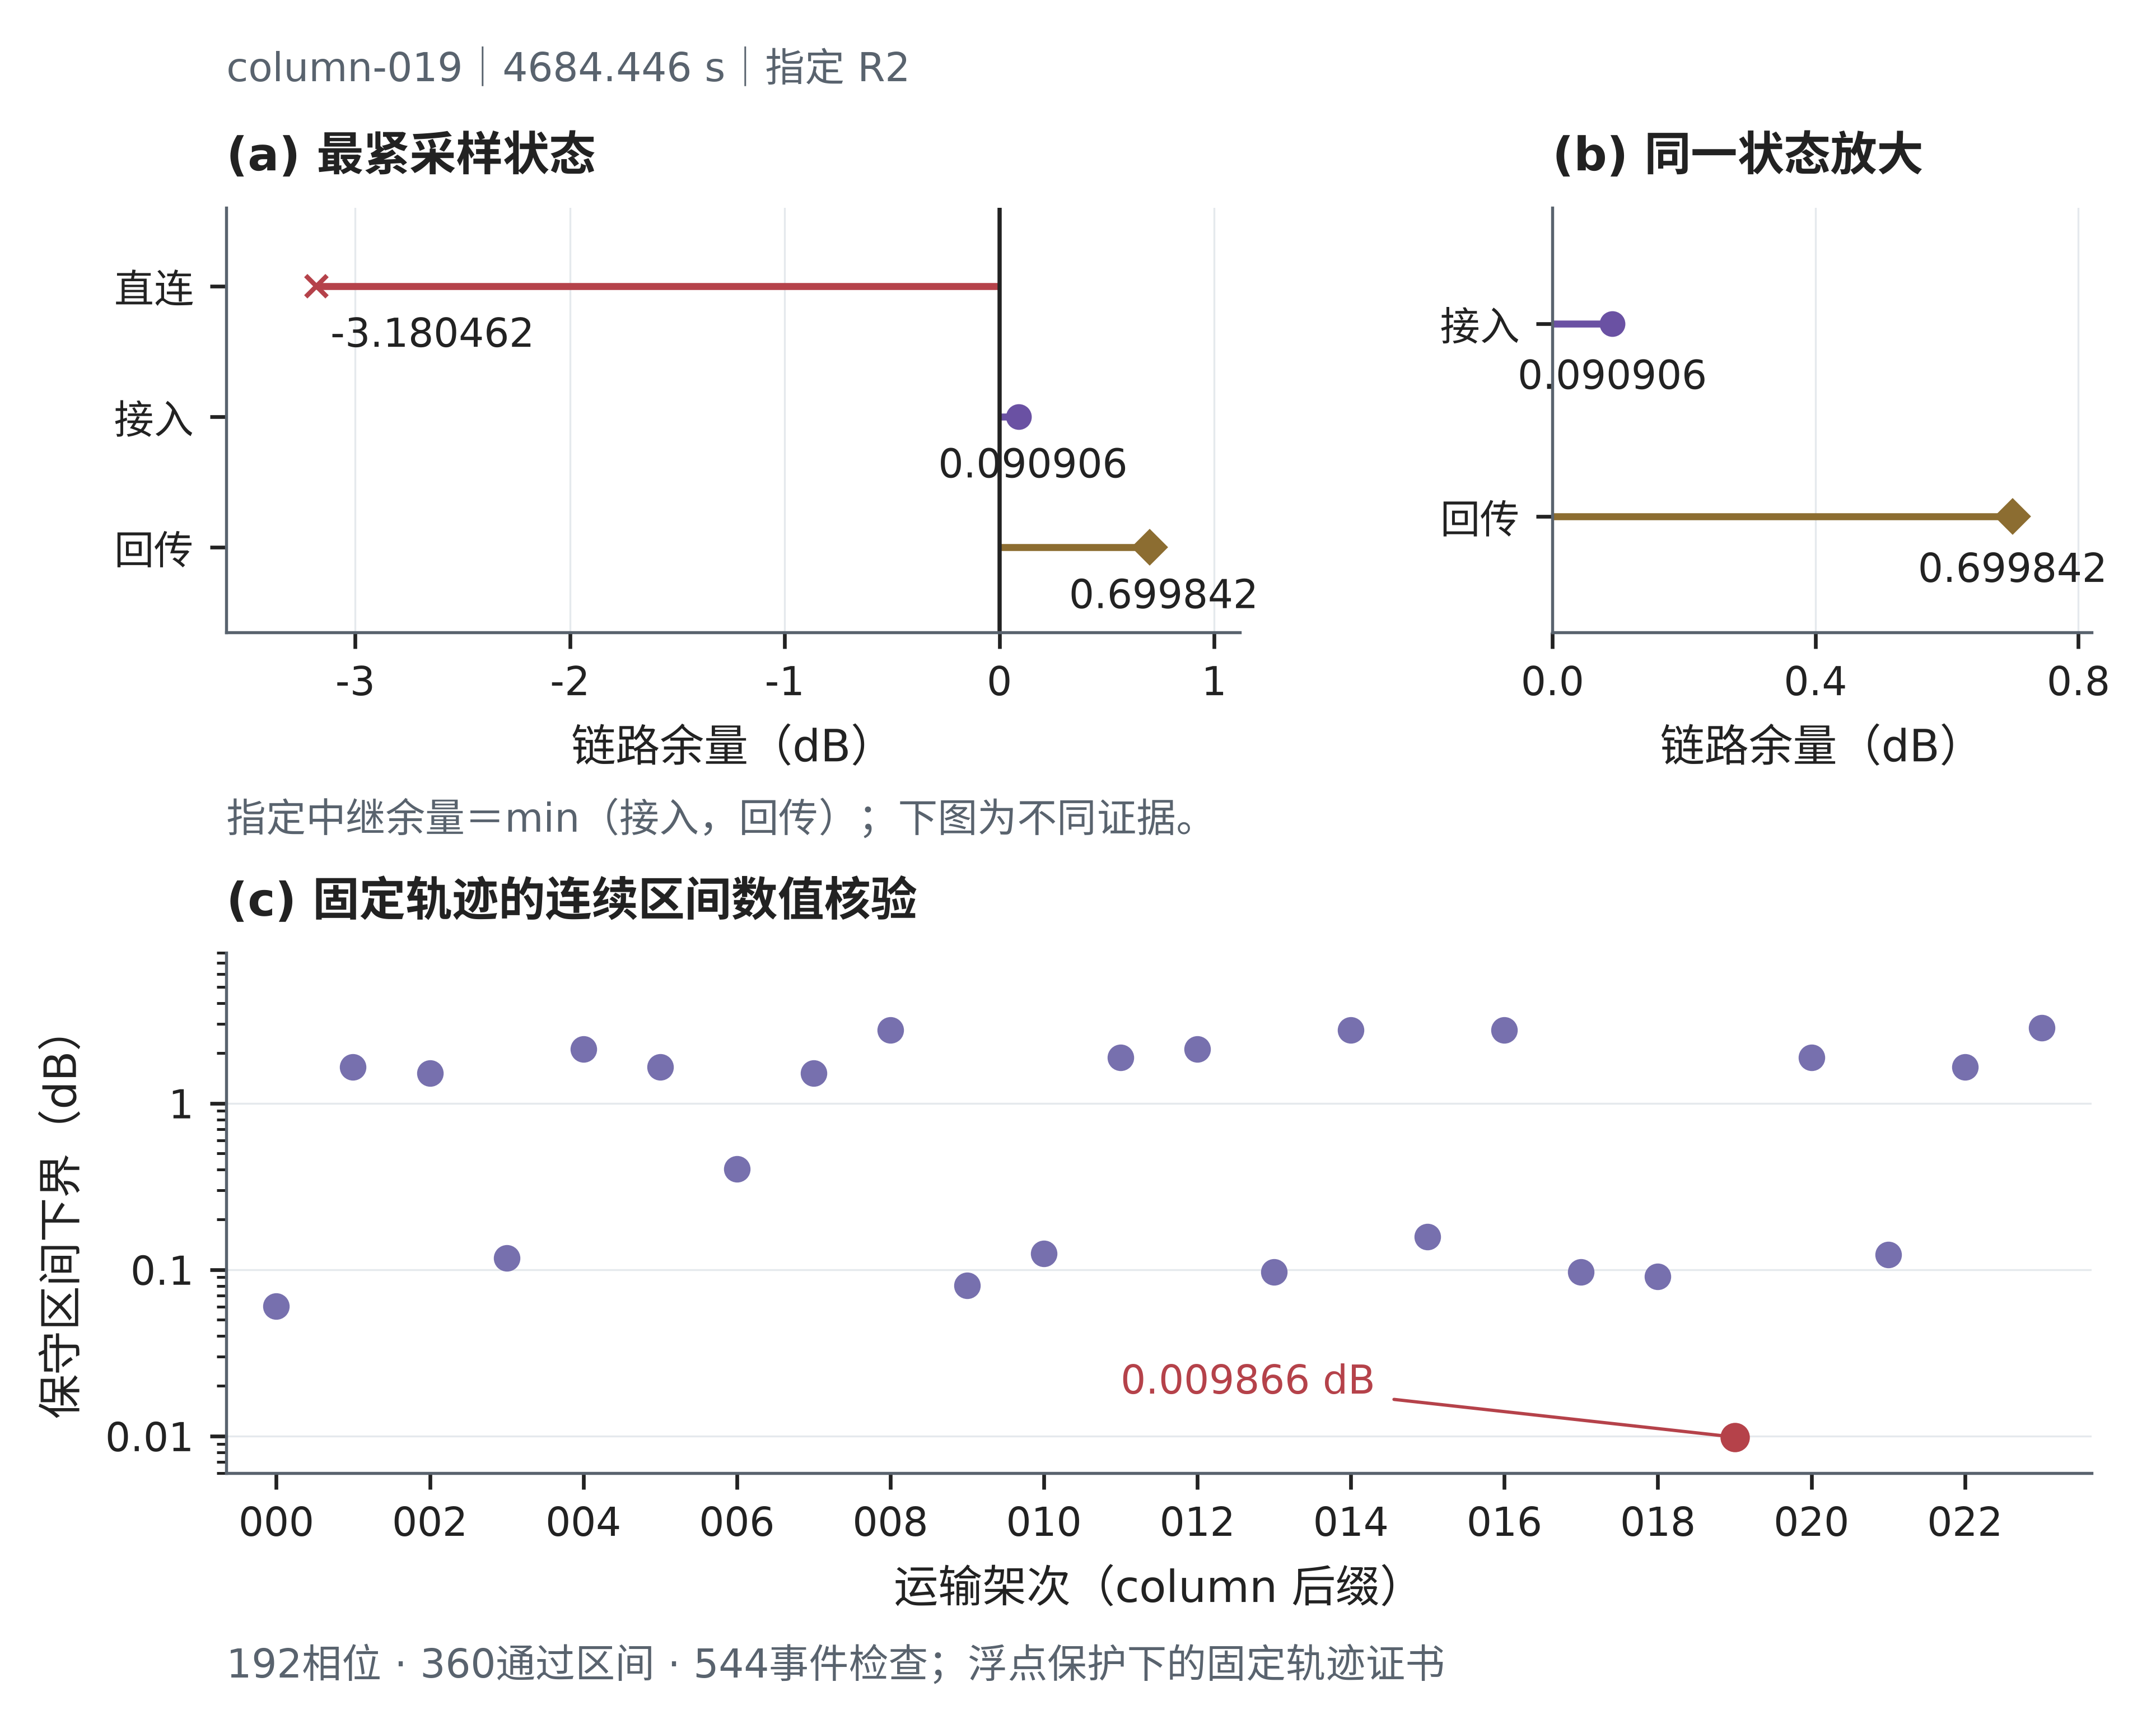 column-019｜4684.446 s｜指定 R2
(a) 最紧采样状态
直连
-3.180462
接入
0.090906
回传
0.699842
-3 -2 -1 0 1
链路余量（dB）
(b) 同一状态放大
接入
0.090906
回传
0.699842
0.0 0.4 0.8
链路余量（dB）
指定中继余量＝min（接入，回传）；下图为不同证据。
(c) 固定轨迹的连续区间数值核验
保守区间下界（dB）
1
0.1
0.01
0.009866 dB
000 002 004 006 008 010 012 014 016 018 020 022
运输架次（column 后缀）
192相位 · 360通过区间 · 544事件检查；浮点保护下的固定轨迹证书